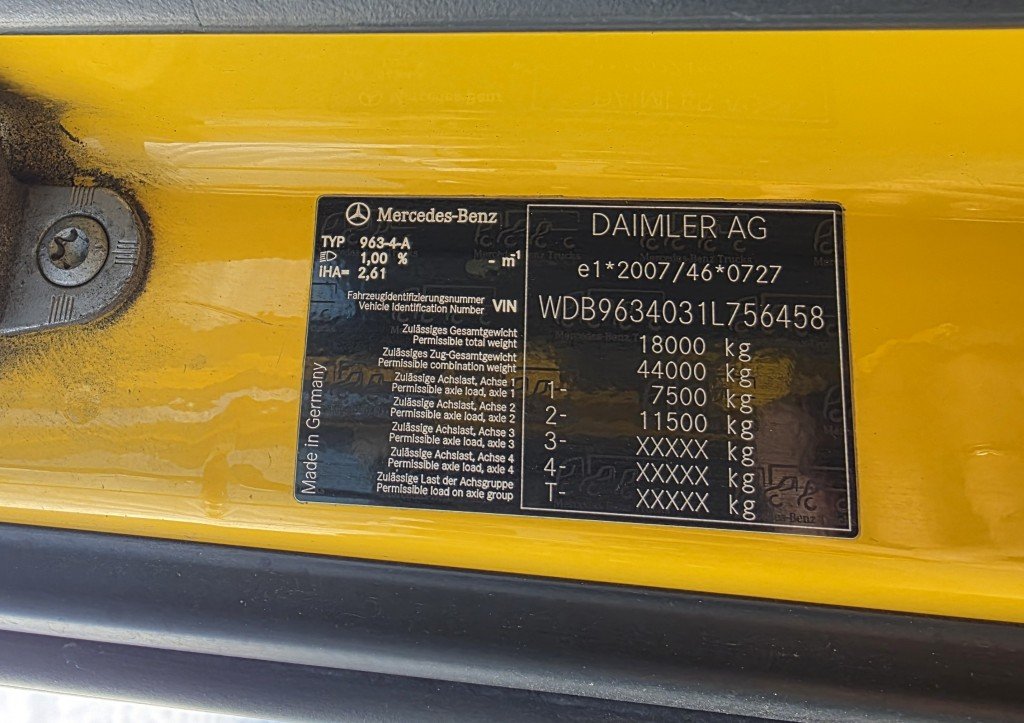 Mercedes-Benz
TYP 963-4-A
1,00 % - m-1
IHA= 2,61
DAIMLER AG
e1*2007/46*0727
Fahrzeugidentifizierungsnummer
Vehicle Identification Number VIN WDB9634031L756458
Zulässiges Gesamtgewicht
Permissible total weight 18000 kg
Zulässiges Zug-Gesamtgewicht
Permissible combination weight 44000 kg
Zulässige Achslast, Achse 1
Permissible axle load, axle 1 1- 7500 kg
Zulässige Achslast, Achse 2
Permissible axle load, axle 2 2- 11500 kg
Zulässige Achslast, Achse 3
Permissible axle load, axle 3 3- XXXXX kg
Zulässige Achslast, Achse 4
Permissible axle load, axle 4 4- XXXXX kg
Zulässige Last der Achsgruppe
Permissible load on axle group T- XXXXX kg
Made in Germany